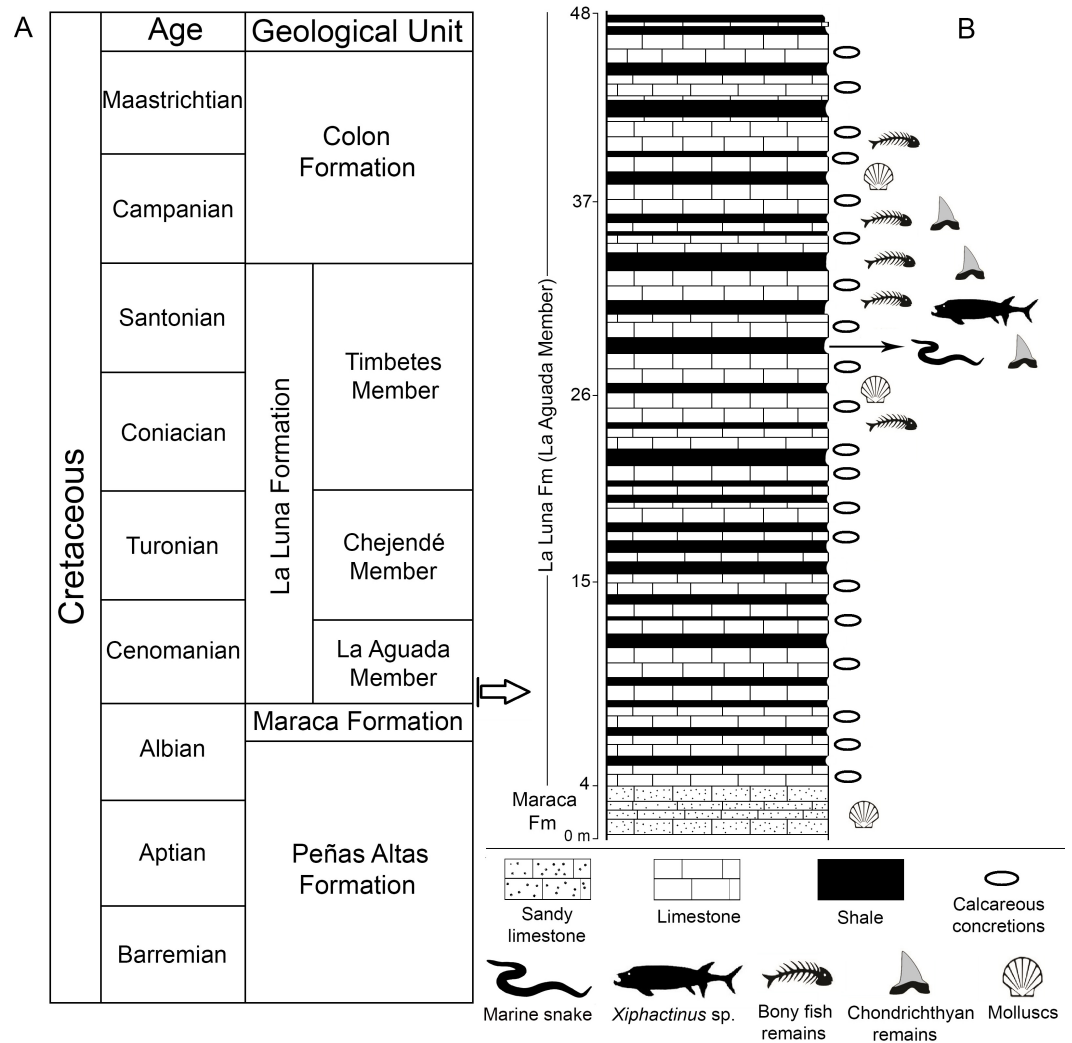 A
Age
Geological Unit
Cretaceous
Maastrichtian
Campanian
Santonian
Coniacian
Turonian
Cenomanian
Albian
Aptian
Barremian
Colon
Formation
La Luna Formation
Timbetes
Member
Chejendé
Member
La Aguada
Member
Maraca Formation
Peñas Altas
Formation
B
48
37
26
15
4
0 m
La Luna Fm (La Aguada Member)
Maraca
Fm
Sandy
limestone
Limestone
Shale
Calcareous
concretions
Marine snake
Xiphactinus sp.
Bony fish
remains
Chondrichthyan
remains
Molluscs